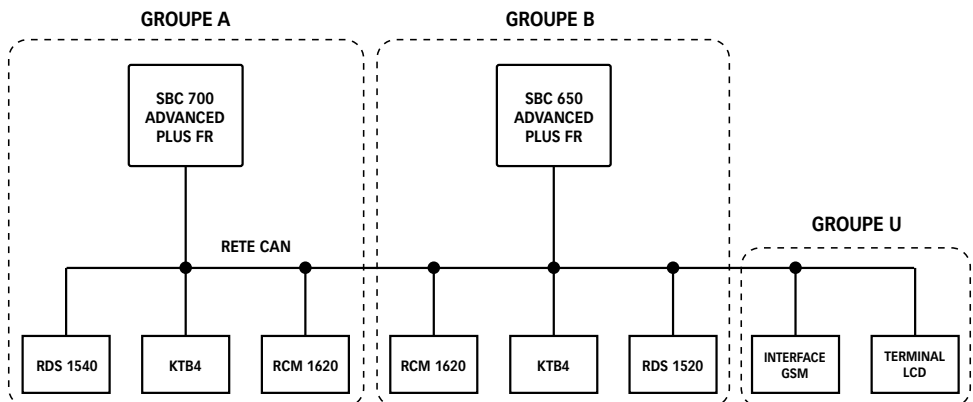 GROUPE A
GROUPE B
SBC 700
ADVANCED
PLUS FR
SBC 650
ADVANCED
PLUS FR
GROUPE U
RETE CAN
RDS 1540
KTB4
RCM 1620
RCM 1620
KTB4
RDS 1520
INTERFACE
GSM
TERMINAL
LCD